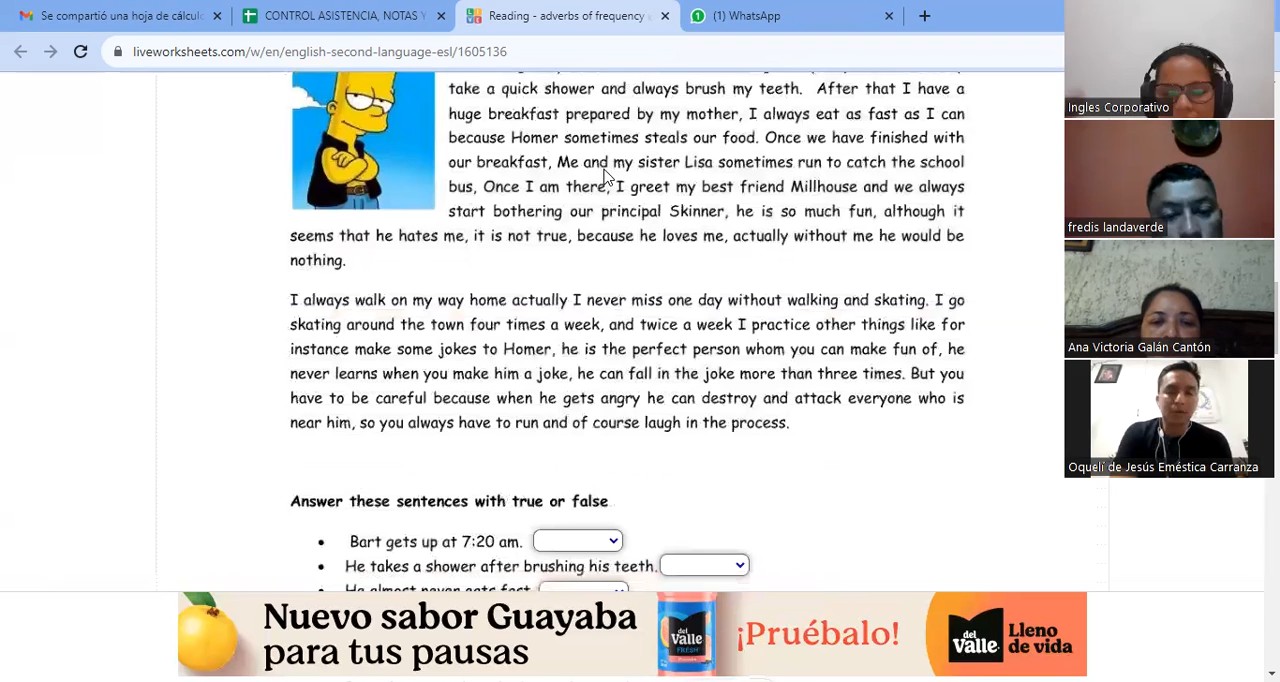 Se compartió una hoja de cálcul
CONTROL ASISTENCIA, NOTAS Y
Reading - adverbs of frequency
(1) WhatsApp
liveworksheets.com/w/en/english-second-language-esl/1605136
take a quick shower and always brush my teeth. After that I have a
huge breakfast prepared by my mother, I always eat as fast as I can
because Homer sometimes steals our food. Once we have finished with
our breakfast, Me and my sister Lisa sometimes run to catch the school
bus, Once I am there, I greet my best friend Millhouse and we always
start bothering our principal Skinner, he is so much fun, although it
seems that he hates me, it is not true, because he loves me, actually without me he would be
nothing.
I always walk on my way home actually I never miss one day without walking and skating. I go
skating around the town four times a week, and twice a week I practice other things like for
instance make some jokes to Homer, he is the perfect person whom you can make fun of, he
never learns when you make him a joke, he can fall in the joke more than three times. But you
have to be careful because when he gets angry he can destroy and attack everyone who is
near him, so you always have to run and of course laugh in the process.
Answer these sentences with true or false
• Bart gets up at 7:20 am.
• He takes a shower after brushing his teeth.
• He almost never eats fast
Nuevo sabor Guayaba
para tus pausas
del Valle FRESH
¡Pruébalo!
del Valle
Lleno
de vida
Ingles Corporativo
fredis landaverde
Ana Victoria Galán Cantón
Oquelí de Jesús Eméstica Carranza